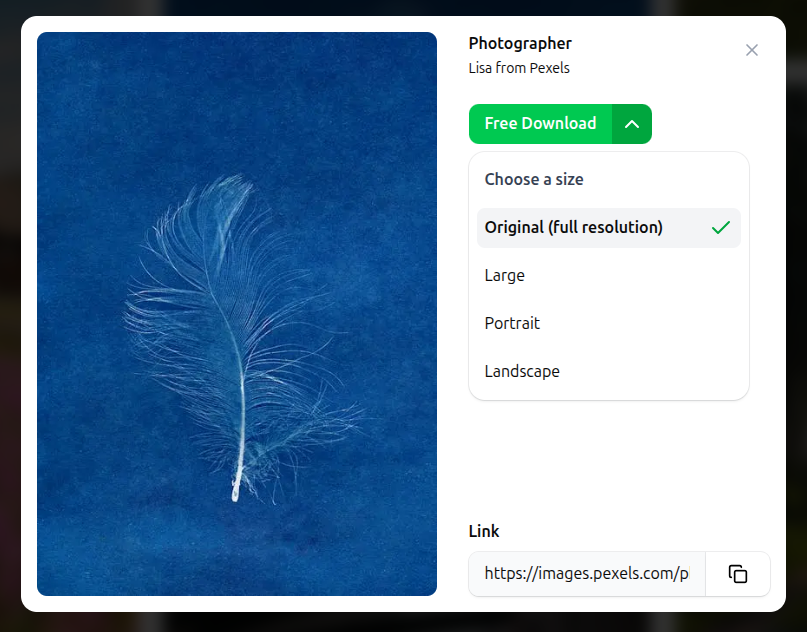 Photographer
Lisa from Pexels
Free Download
Choose a size
Original (full resolution)
Large
Portrait
Landscape
Link
https://images.pexels.com/p